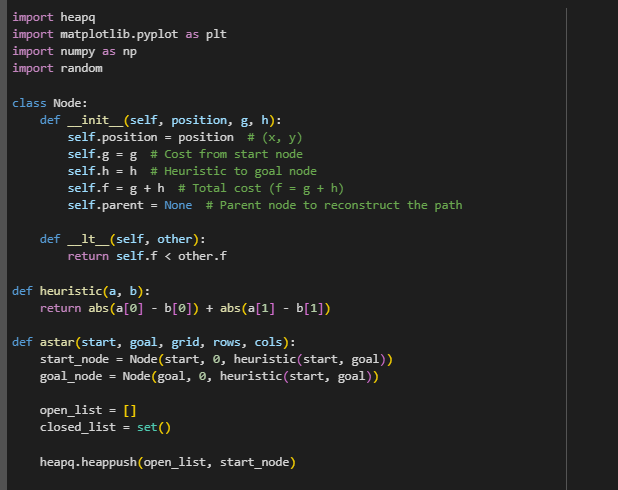 import heapq
import matplotlib.pyplot as plt
import numpy as np
import random
class Node:
    def __init__(self, position, g, h):
        self.position = position  # (x, y)
        self.g = g  # Cost from start node
        self.h = h  # Heuristic to goal node
        self.f = g + h  # Total cost (f = g + h)
        self.parent = None  # Parent node to reconstruct the path
    def __lt__(self, other):
        return self.f < other.f
def heuristic(a, b):
    return abs(a[0] - b[0]) + abs(a[1] - b[1])
def astar(start, goal, grid, rows, cols):
    start_node = Node(start, 0, heuristic(start, goal))
    goal_node = Node(goal, 0, heuristic(start, goal))
    open_list = []
    closed_list = set()
    heapq.heappush(open_list, start_node)